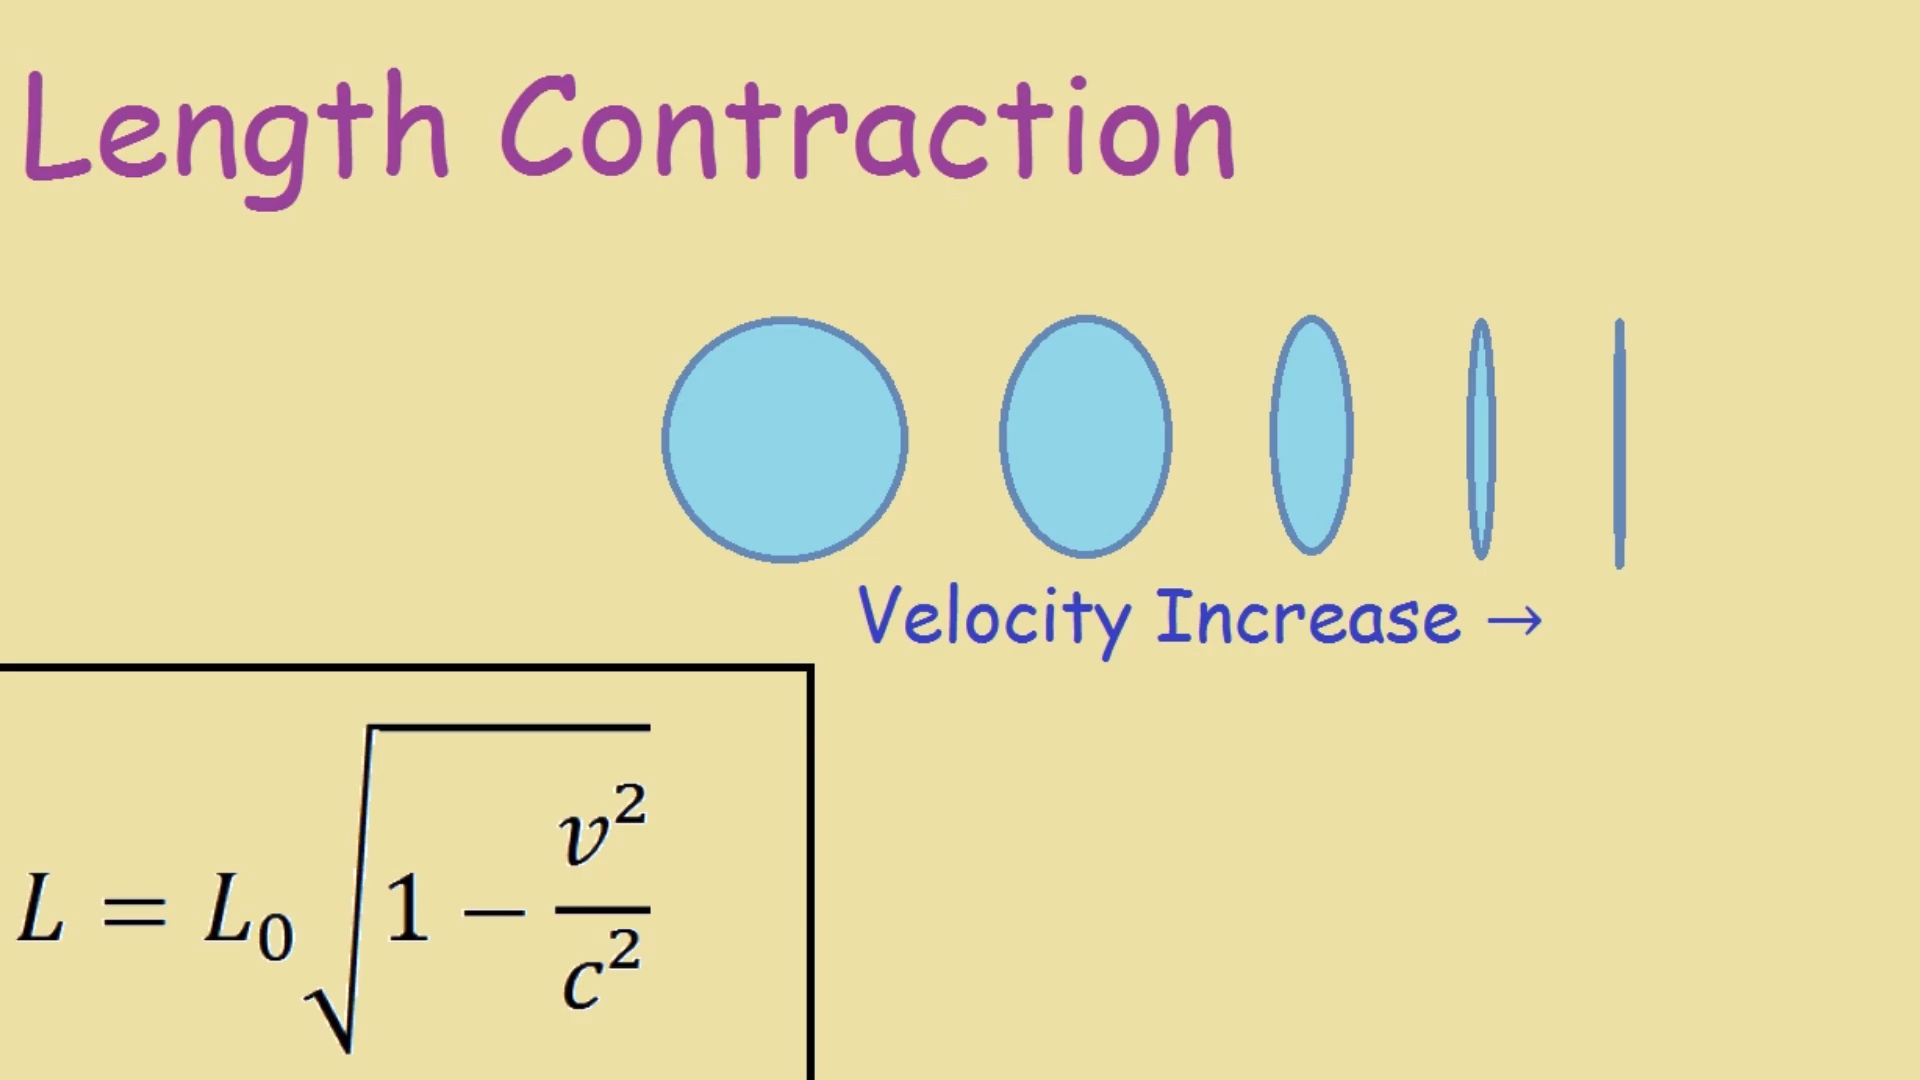 Length Contraction
Velocity Increase →
L = L₀ √(1 − v²/c²)